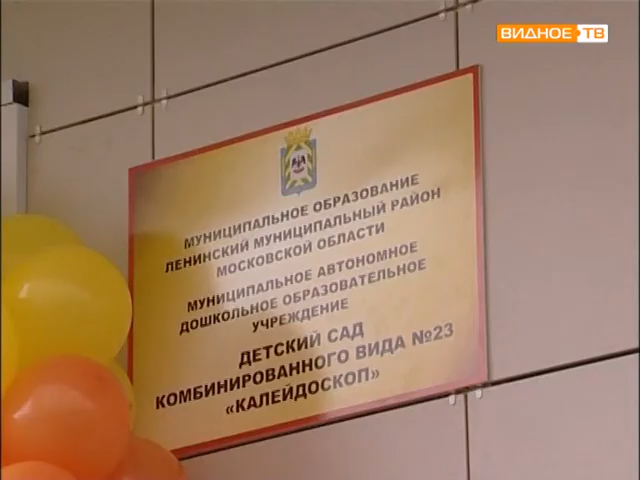 ВИДНОЕ ТВ
МУНИЦИПАЛЬНОЕ ОБРАЗОВАНИЕ
ЛЕНИНСКИЙ МУНИЦИПАЛЬНЫЙ РАЙОН
МОСКОВСКОЙ ОБЛАСТИ
МУНИЦИПАЛЬНОЕ АВТОНОМНОЕ
ДОШКОЛЬНОЕ ОБРАЗОВАТЕЛЬНОЕ
УЧРЕЖДЕНИЕ
ДЕТСКИЙ САД
КОМБИНИРОВАННОГО ВИДА №23
«КАЛЕЙДОСКОП»